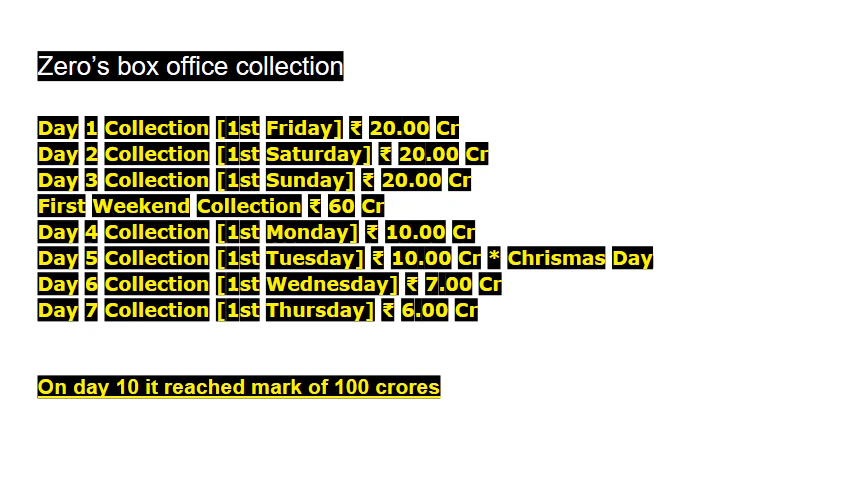 Zero’s box office collection
Day 1 Collection [1st Friday] ₹ 20.00 Cr
Day 2 Collection [1st Saturday] ₹ 20.00 Cr
Day 3 Collection [1st Sunday] ₹ 20.00 Cr
First Weekend Collection ₹ 60 Cr
Day 4 Collection [1st Monday] ₹ 10.00 Cr
Day 5 Collection [1st Tuesday] ₹ 10.00 Cr * Chrismas Day
Day 6 Collection [1st Wednesday] ₹ 7.00 Cr
Day 7 Collection [1st Thursday] ₹ 6.00 Cr
On day 10 it reached mark of 100 crores